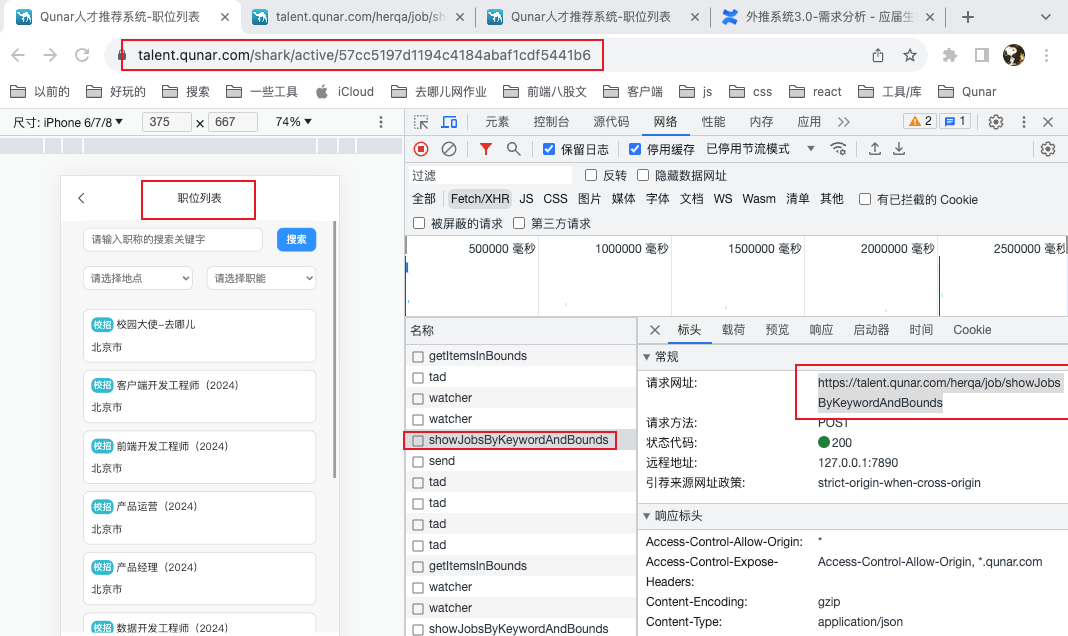 Qunar人才推荐系统-职位列表
talent.qunar.com/herqa/job/sh
Qunar人才推荐系统-职位列表
外推系统3.0-需求分析 - 应届生
talent.qunar.com/shark/active/57cc5197d1194c4184abaf1cdf5441b6
以前的
好玩的
搜索
一些工具
iCloud
去哪儿网作业
前端八股文
客户端
js
css
react
工具/库
Qunar
尺寸: iPhone 6/7/8
375
x
667
74%
元素
控制台
源代码
网络
性能
内存
应用
2
1
保留日志
停用缓存
已停用节流模式
过滤
反转
隐藏数据网址
全部
Fetch/XHR
JS
CSS
图片
媒体
字体
文档
WS
Wasm
清单
其他
有已拦截的 Cookie
被屏蔽的请求
第三方请求
500000 毫秒
1000000 毫秒
1500000 毫秒
2000000 毫秒
2500000 毫秒
职位列表
请输入职称的搜索关键字
搜索
请选择地点
请选择职能
校招 校园大使-去哪儿
北京市
校招 客户端开发工程师（2024）
北京市
校招 前端开发工程师（2024）
北京市
校招 产品运营（2024）
北京市
校招 产品经理（2024）
北京市
校招 数据开发工程师（2024）
名称
getItemsInBounds
tad
watcher
watcher
showJobsByKeywordAndBounds
send
tad
tad
tad
tad
getItemsInBounds
watcher
watcher
showJobsByKeywordAndBounds
标头
载荷
预览
响应
启动器
时间
Cookie
常规
请求网址:
https://talent.qunar.com/herqa/job/showJobs
ByKeywordAndBounds
请求方法:
POST
状态代码:
200
远程地址:
127.0.0.1:7890
引荐来源网址政策:
strict-origin-when-cross-origin
响应标头
Access-Control-Allow-Origin:
*
Access-Control-Expose-
Headers:
Access-Control-Allow-Origin, *.qunar.com
Content-Encoding:
gzip
Content-Type:
application/json